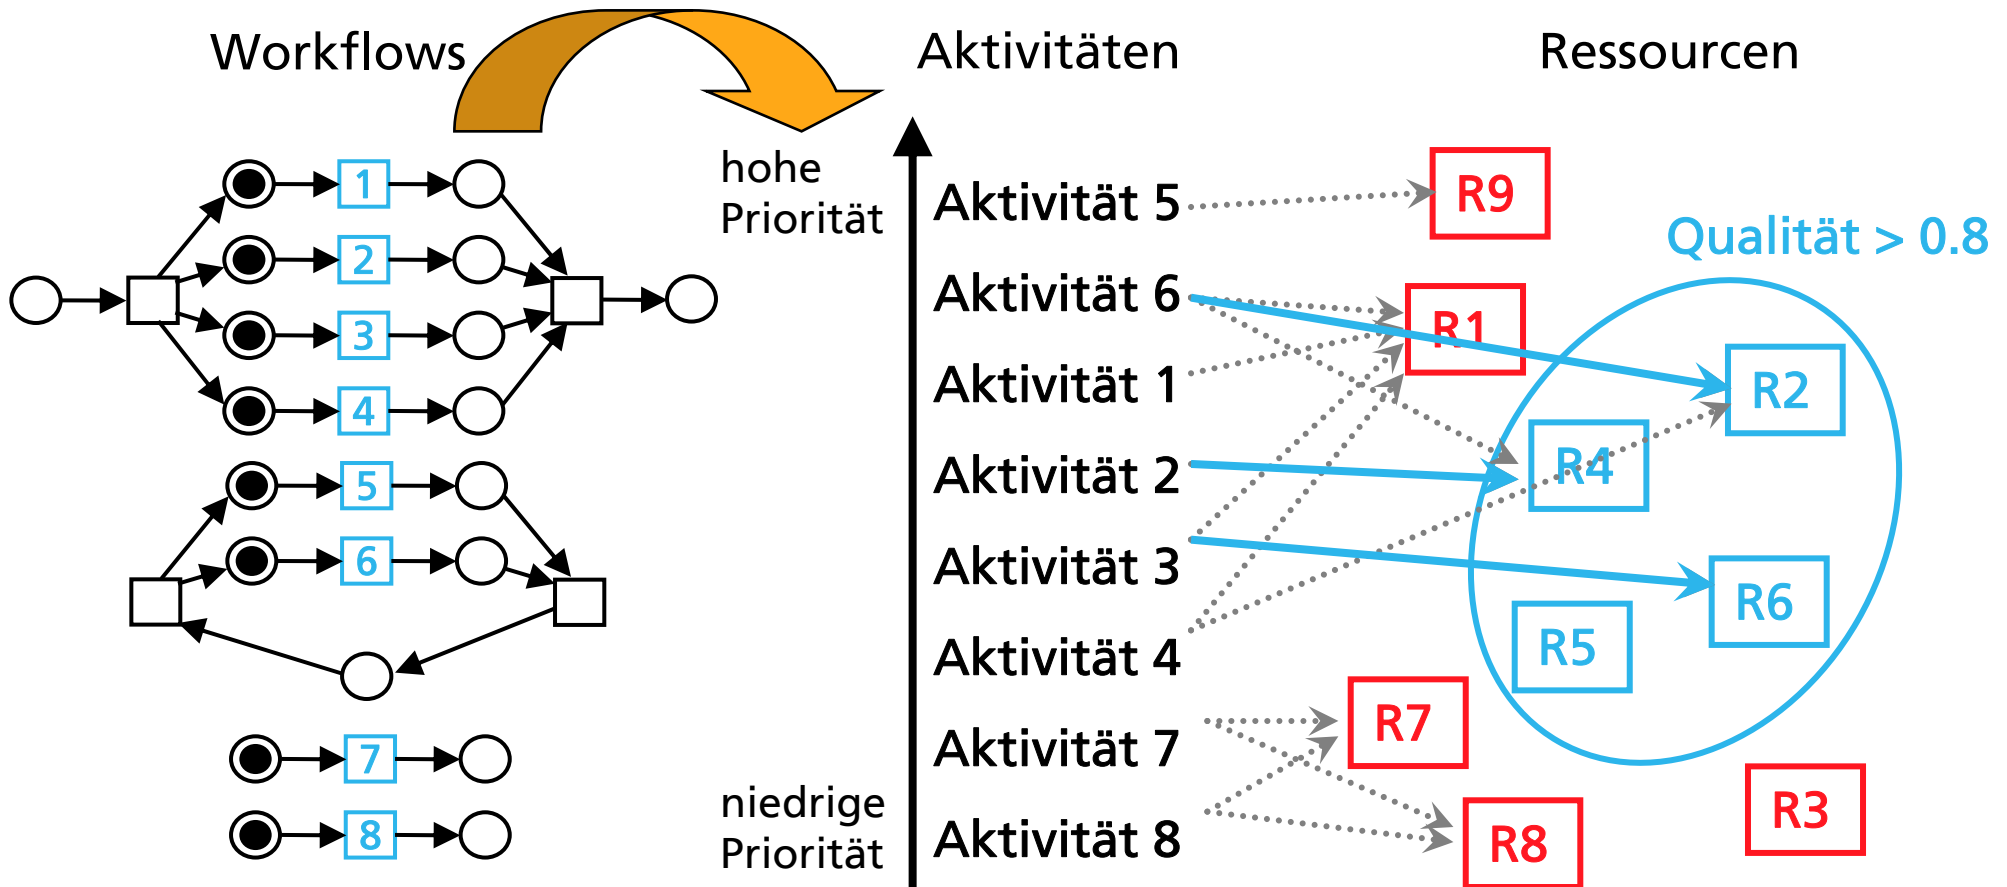 Workflows
Aktivitäten
Ressourcen
1
2
3
4
5
6
7
8
hohe
Priorität
niedrige
Priorität
Aktivität 5
Aktivität 6
Aktivität 1
Aktivität 2
Aktivität 3
Aktivität 4
Aktivität 7
Aktivität 8
R9
Qualität > 0.8
R1
R2
R4
R6
R5
R7
R3
R8